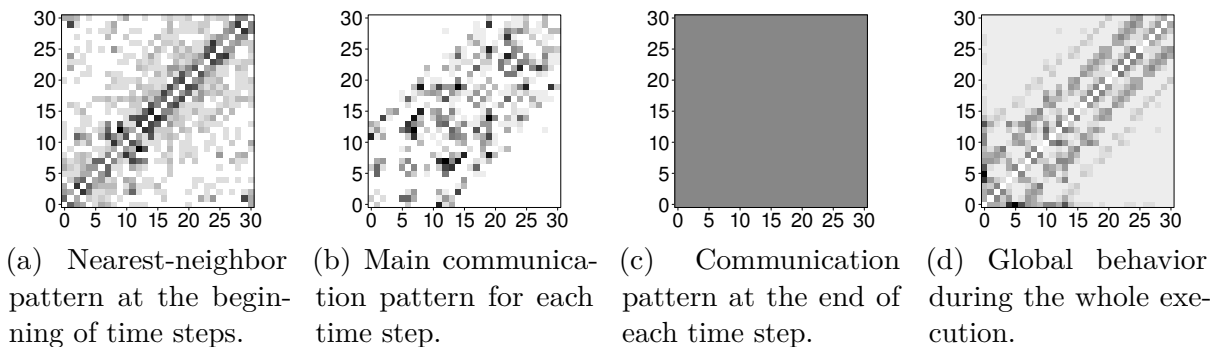 30
25
20
15
10
5
0
0 5 10 15 20 25 30
30
25
20
15
10
5
0
0 5 10 15 20 25 30
30
25
20
15
10
5
0
0 5 10 15 20 25 30
30
25
20
15
10
5
0
0 5 10 15 20 25 30
(a) Nearest-neighbor
pattern at the begin-
ning of time steps.
(b) Main communica-
tion pattern for each
time step.
(c) Communication
pattern at the end of
each time step.
(d) Global behavior
during the whole exe-
cution.